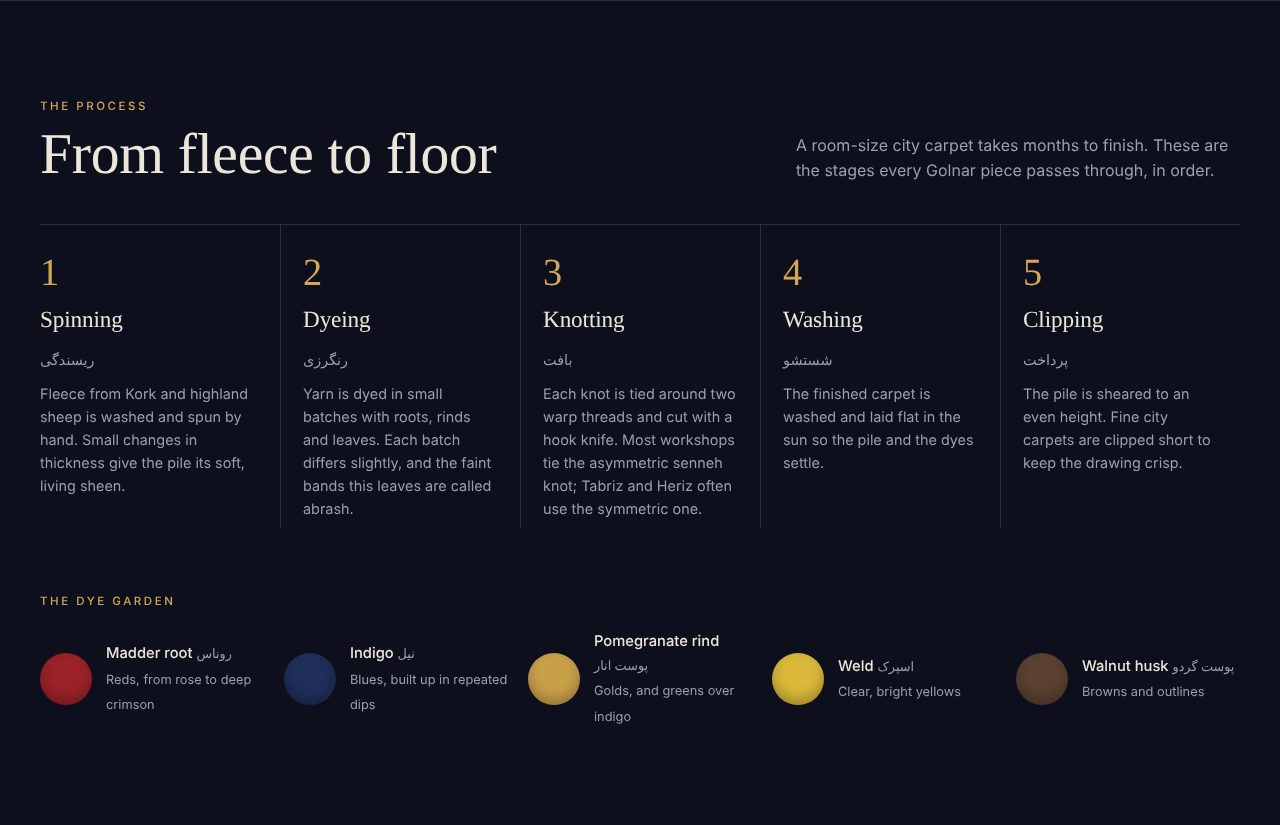 THE PROCESS
From fleece to floor
A room-size city carpet takes months to finish. These are
the stages every Golnar piece passes through, in order.
1
Spinning
ریسندگی
Fleece from Kork and highland
sheep is washed and spun by
hand. Small changes in
thickness give the pile its soft,
living sheen.
2
Dyeing
رنگرزی
Yarn is dyed in small
batches with roots, rinds
and leaves. Each batch
differs slightly, and the faint
bands this leaves are called
abrash.
3
Knotting
بافت
Each knot is tied around two
warp threads and cut with a
hook knife. Most workshops
tie the asymmetric senneh
knot; Tabriz and Heriz often
use the symmetric one.
4
Washing
شستشو
The finished carpet is
washed and laid flat in the
sun so the pile and the dyes
settle.
5
Clipping
پرداخت
The pile is sheared to an
even height. Fine city
carpets are clipped short to
keep the drawing crisp.
THE DYE GARDEN
Madder root روناس
Reds, from rose to deep
crimson
Indigo نیل
Blues, built up in repeated
dips
Pomegranate rind
پوست انار
Golds, and greens over
indigo
Weld اسپرک
Clear, bright yellows
Walnut husk پوست گردو
Browns and outlines